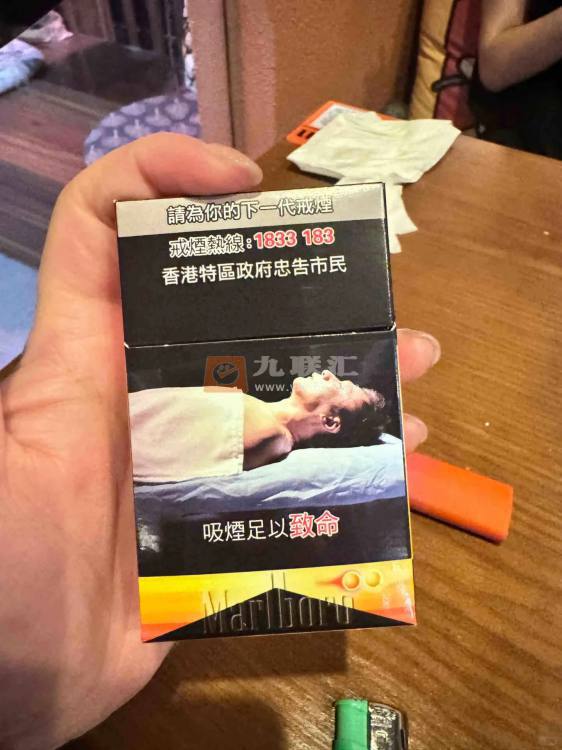 請為你的下一代戒煙
戒煙熱線:1833 183
香港特區政府忠告市民
九联汇
www.
吸煙足以致命
Marlboro